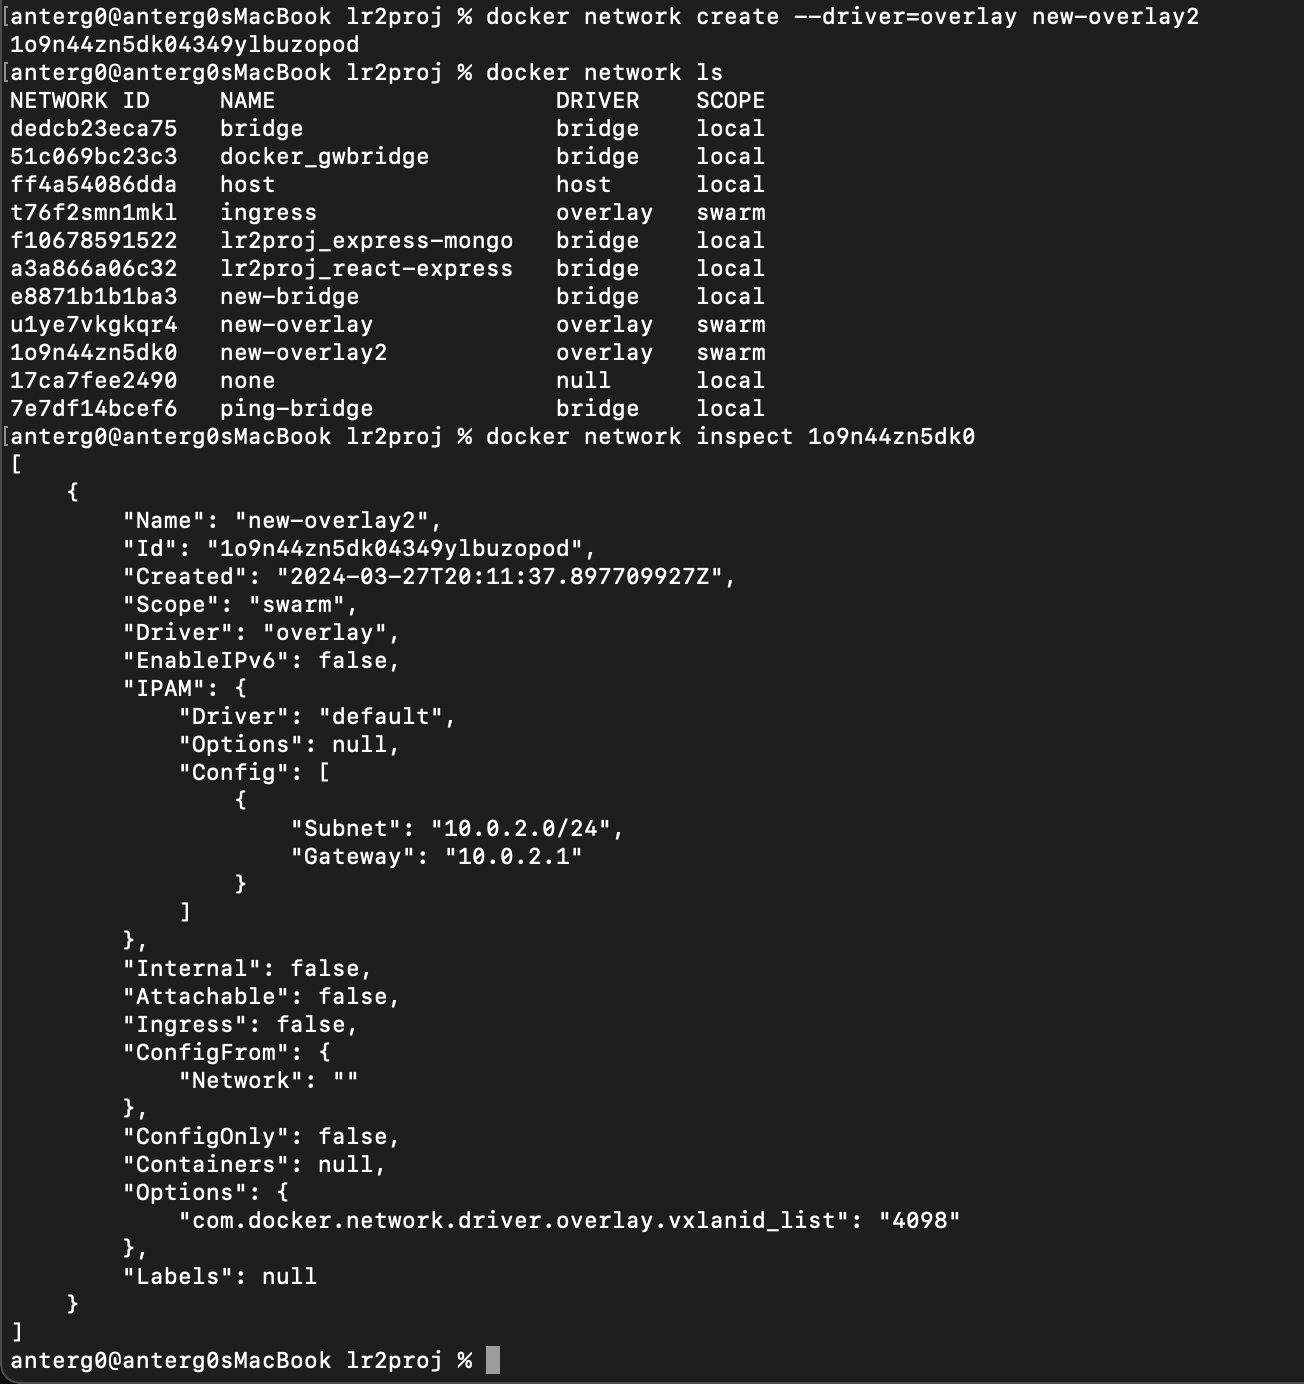 [anterg0@anterg0sMacBook lr2proj % docker network create --driver=overlay new-overlay2
1o9n44zn5dk04349ylbuzopod
[anterg0@anterg0sMacBook lr2proj % docker network ls
NETWORK ID     NAME                    DRIVER    SCOPE
dedcb23eca75   bridge                  bridge    local
51c069bc23c3   docker_gwbridge         bridge    local
ff4a54086dda   host                    host      local
t76f2smn1mkl   ingress                 overlay   swarm
f10678591522   lr2proj_express-mongo   bridge    local
a3a866a06c32   lr2proj_react-express   bridge    local
e8871b1b1ba3   new-bridge              bridge    local
u1ye7vkgkqr4   new-overlay             overlay   swarm
1o9n44zn5dk0   new-overlay2            overlay   swarm
17ca7fee2490   none                    null      local
7e7df14bcef6   ping-bridge             bridge    local
[anterg0@anterg0sMacBook lr2proj % docker network inspect 1o9n44zn5dk0
[
    {
        "Name": "new-overlay2",
        "Id": "1o9n44zn5dk04349ylbuzopod",
        "Created": "2024-03-27T20:11:37.897709927Z",
        "Scope": "swarm",
        "Driver": "overlay",
        "EnableIPv6": false,
        "IPAM": {
            "Driver": "default",
            "Options": null,
            "Config": [
                {
                    "Subnet": "10.0.2.0/24",
                    "Gateway": "10.0.2.1"
                }
            ]
        },
        "Internal": false,
        "Attachable": false,
        "Ingress": false,
        "ConfigFrom": {
            "Network": ""
        },
        "ConfigOnly": false,
        "Containers": null,
        "Options": {
            "com.docker.network.driver.overlay.vxlanid_list": "4098"
        },
        "Labels": null
    }
]
anterg0@anterg0sMacBook lr2proj %